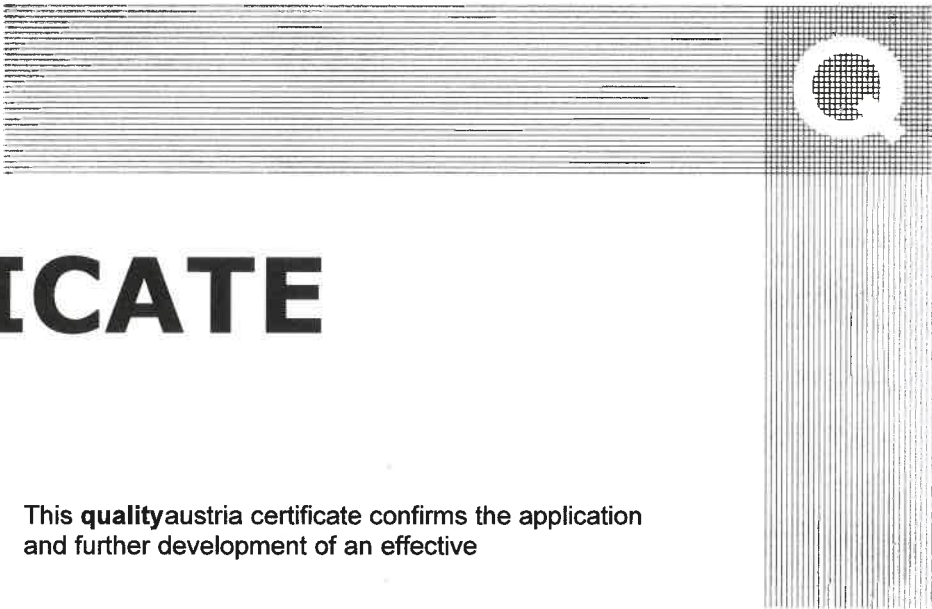 ICATE
This qualityaustria certificate confirms the application
and further development of an effective